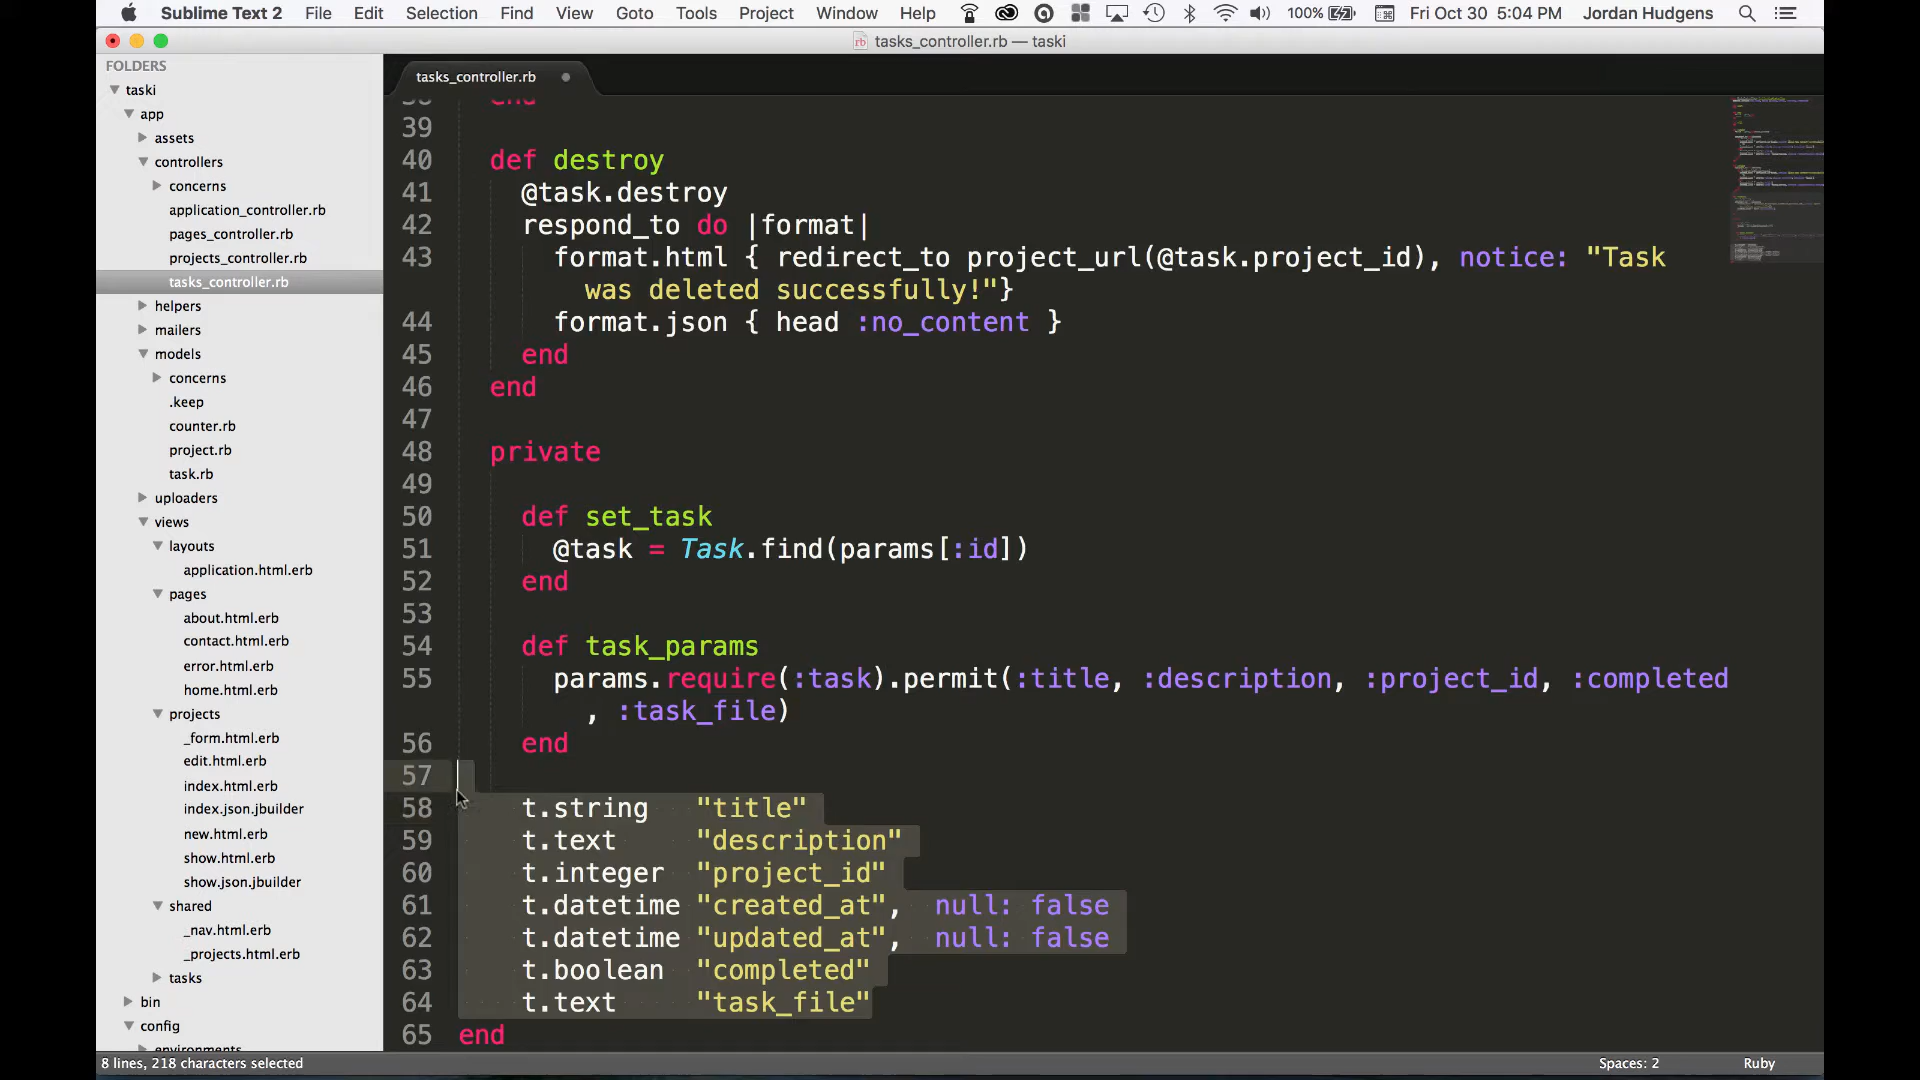 Sublime Text 2 File Edit Selection Find View Goto Tools Project Window Help 100% Fri Oct 30 5:04 PM Jordan Hudgens
tasks_controller.rb — taski
FOLDERS
taski
app
assets
controllers
concerns
application_controller.rb
pages_controller.rb
projects_controller.rb
tasks_controller.rb
helpers
mailers
models
concerns
.keep
counter.rb
project.rb
task.rb
uploaders
views
layouts
application.html.erb
pages
about.html.erb
contact.html.erb
error.html.erb
home.html.erb
projects
_form.html.erb
edit.html.erb
index.html.erb
index.json.jbuilder
new.html.erb
show.html.erb
show.json.jbuilder
shared
_nav.html.erb
_projects.html.erb
tasks
bin
config
environments
tasks_controller.rb
38 end
39
40 def destroy
41 @task.destroy
42 respond_to do |format|
43 format.html { redirect_to project_url(@task.project_id), notice: "Task
was deleted successfully!"}
44 format.json { head :no_content }
45 end
46 end
47
48 private
49
50 def set_task
51 @task = Task.find(params[:id])
52 end
53
54 def task_params
55 params.require(:task).permit(:title, :description, :project_id, :completed
, :task_file)
56 end
57
58 t.string "title"
59 t.text "description"
60 t.integer "project_id"
61 t.datetime "created_at", null: false
62 t.datetime "updated_at", null: false
63 t.boolean "completed"
64 t.text "task_file"
65 end
8 lines, 218 characters selected Spaces: 2 Ruby